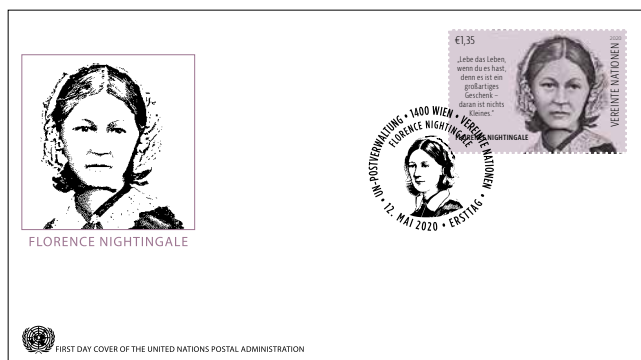 €1,35
2020
„Lebe das Leben,
wenn du es hast,
denn es ist ein
großartiges
Geschenk –
daran ist nichts
Kleines.“
FLORENCE NIGHTINGALE
VEREINTE NATIONEN
UN-POSTVERWALTUNG • 1400 WIEN • VEREINTE NATIONEN •
FLORENCE NIGHTINGALE
• 12. MAI 2020 • ERSTTAG •
FLORENCE NIGHTINGALE
FIRST DAY COVER OF THE UNITED NATIONS POSTAL ADMINISTRATION